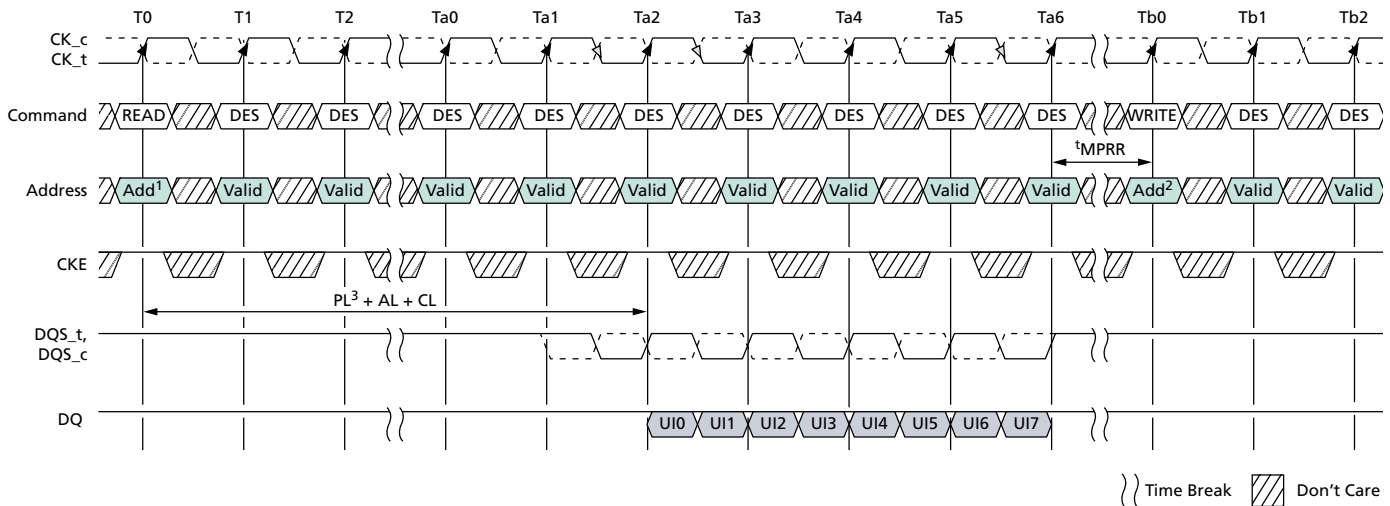 T0 T1 T2 Ta0 Ta1 Ta2 Ta3 Ta4 Ta5 Ta6 Tb0 Tb1 Tb2
CK_c
CK_t
Command READ DES DES DES DES DES DES DES DES DES WRITE DES DES
tMPRR
Address Add1 Valid Valid Valid Valid Valid Valid Valid Valid Valid Add2 Valid Valid
CKE
PL3 + AL + CL
DQS_t,
DQS_c
DQ UI0 UI1 UI2 UI3 UI4 UI5 UI6 UI7
Time Break Don't Care